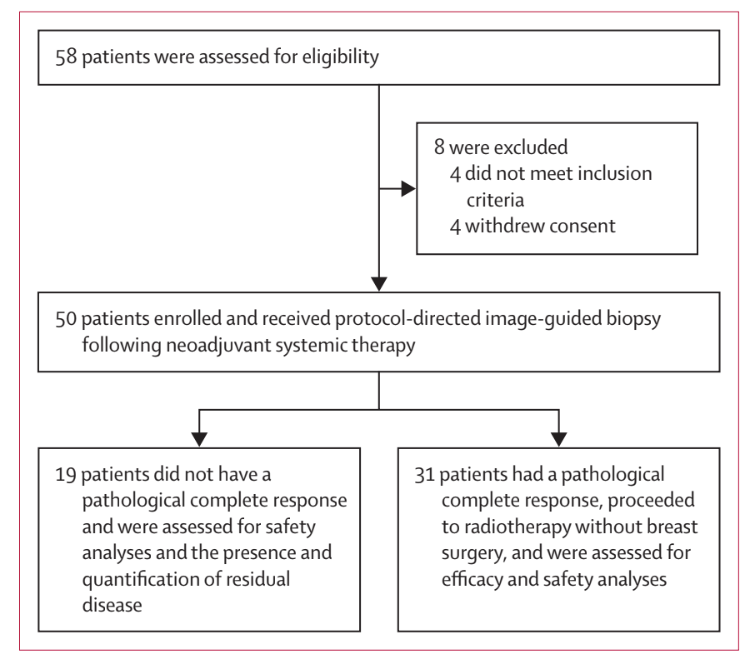 58 patients were assessed for eligibility
8 were excluded
4 did not meet inclusion
criteria
4 withdrew consent
50 patients enrolled and received protocol-directed image-guided biopsy
following neoadjuvant systemic therapy
19 patients did not have a
pathological complete response
and were assessed for safety
analyses and the presence and
quantification of residual
disease
31 patients had a pathological
complete response, proceeded
to radiotherapy without breast
surgery, and were assessed for
efficacy and safety analyses